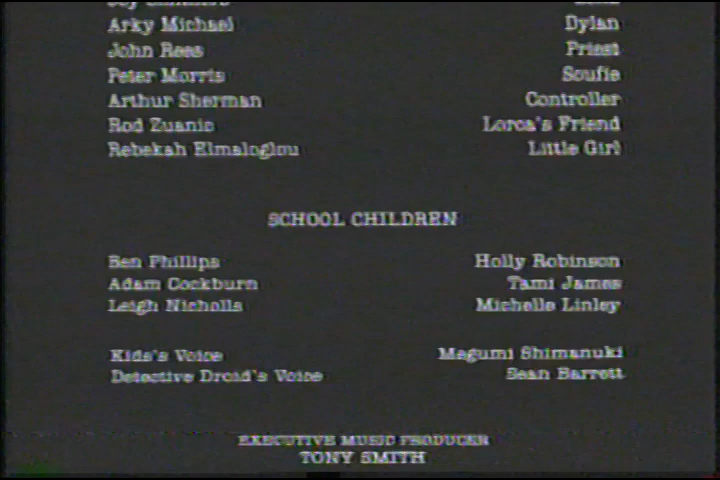 Arky Michael Dylan
John Rees Priest
Peter Morris Soufie
Arthur Sherman Controller
Rod Zuanic Lorca's Friend
Rebekah Elmaloglou Little Girl
SCHOOL CHILDREN
Ben Phillips Holly Robinson
Adam Cockburn Tami James
Leigh Nicholls Michelle Linley
Kids's Voice Megumi Shimanuki
Detective Droid's Voice Sean Barrett
EXECUTIVE MUSIC PRODUCER
TONY SMITH